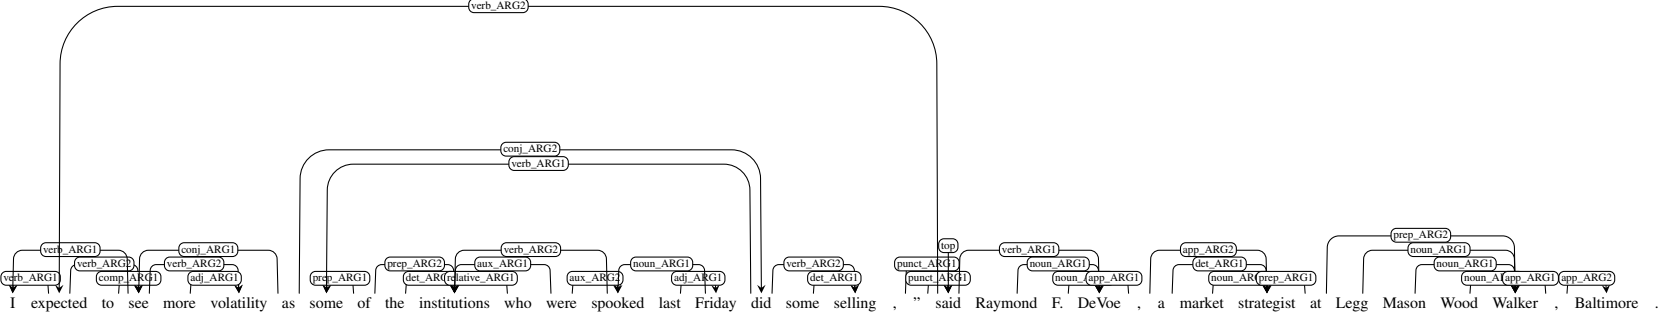 verb_ARG2
conj_ARG2
verb_ARG1
top
prep_ARG2
verb_ARG1 conj_ARG1 verb_ARG2 verb_ARG1 app_ARG2 noun_ARG1
verb_ARG2 verb_ARG2 prep_ARG2 aux_ARG1 noun_ARG1 verb_ARG2 punct_ARG1 noun_ARG1 det_ARG1 noun_ARG1
verb_ARG1 comp_ARG1 adj_ARG1 prep_ARG1 relative_ARG1 aux_ARG2 adj_ARG1 det_ARG1 punct_ARG1 app_ARG1 prep_ARG1 app_ARG1 app_ARG2
I expected to see more volatility as some of the institutions who were spooked last Friday did some selling , ” said Raymond F. DeVoe , a market strategist at Legg Mason Wood Walker , Baltimore .